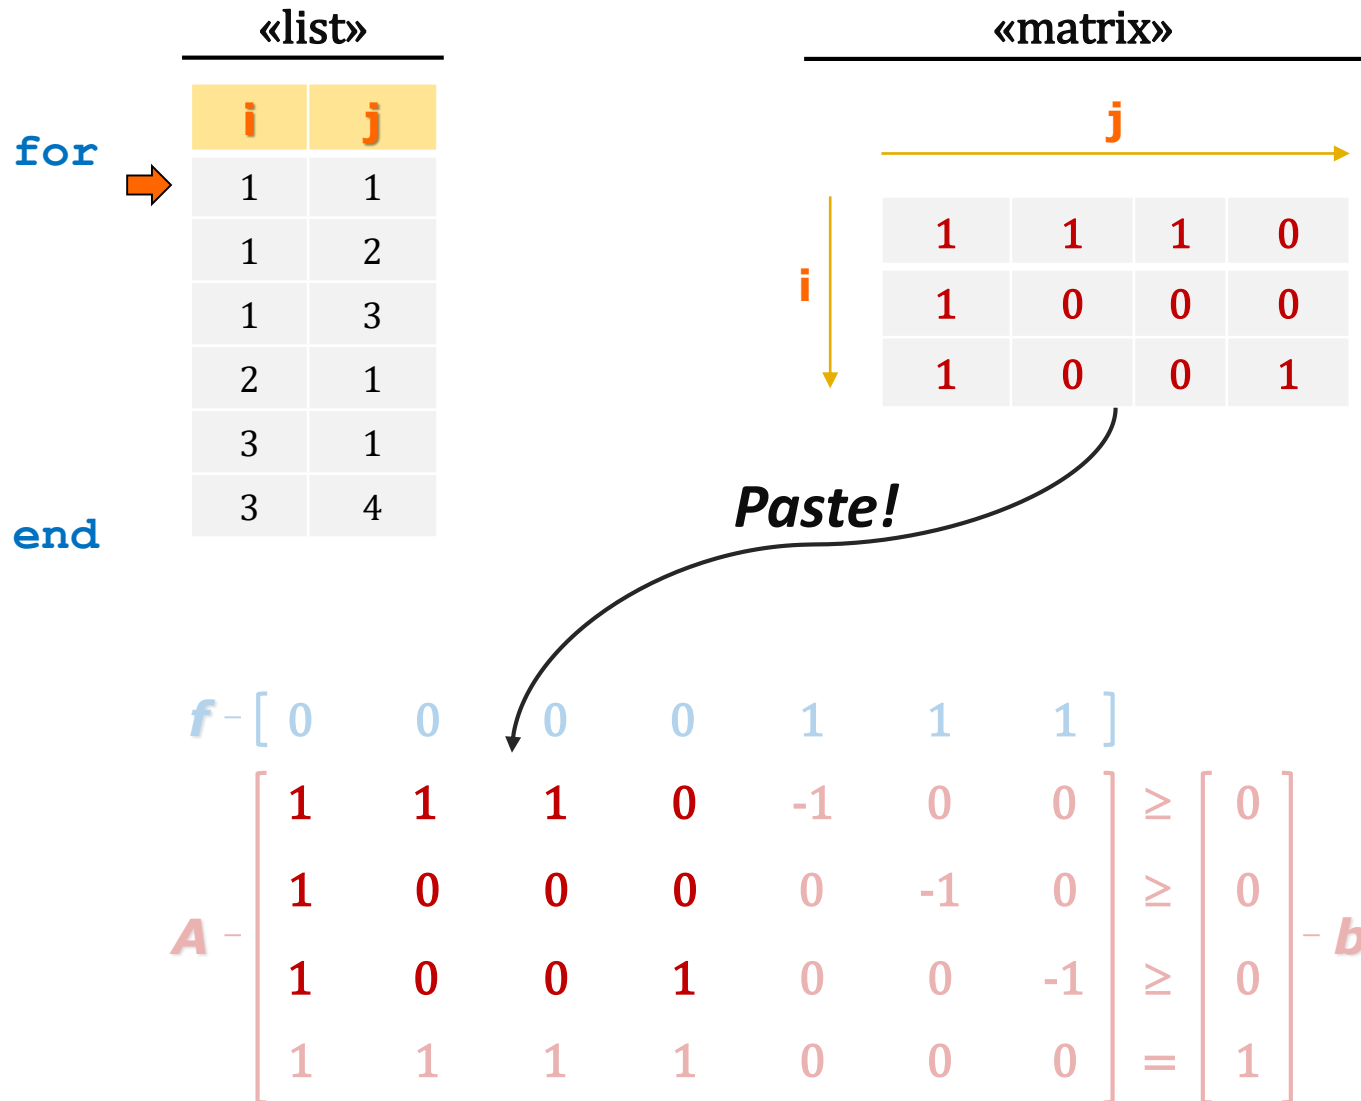 «list»
«matrix»
i j
j
for
1 1
1 2
1 3
2 1
3 1
3 4
end
i
1 1 1 0
1 0 0 0
1 0 0 1
Paste!
f – [ 0 0 0 0 1 1 1 ]
1 1 1 0 -1 0 0 ≥ 0
1 0 0 0 0 -1 0 ≥ 0
A –
– b
1 0 0 1 0 0 -1 ≥ 0
1 1 1 1 0 0 0 = 1